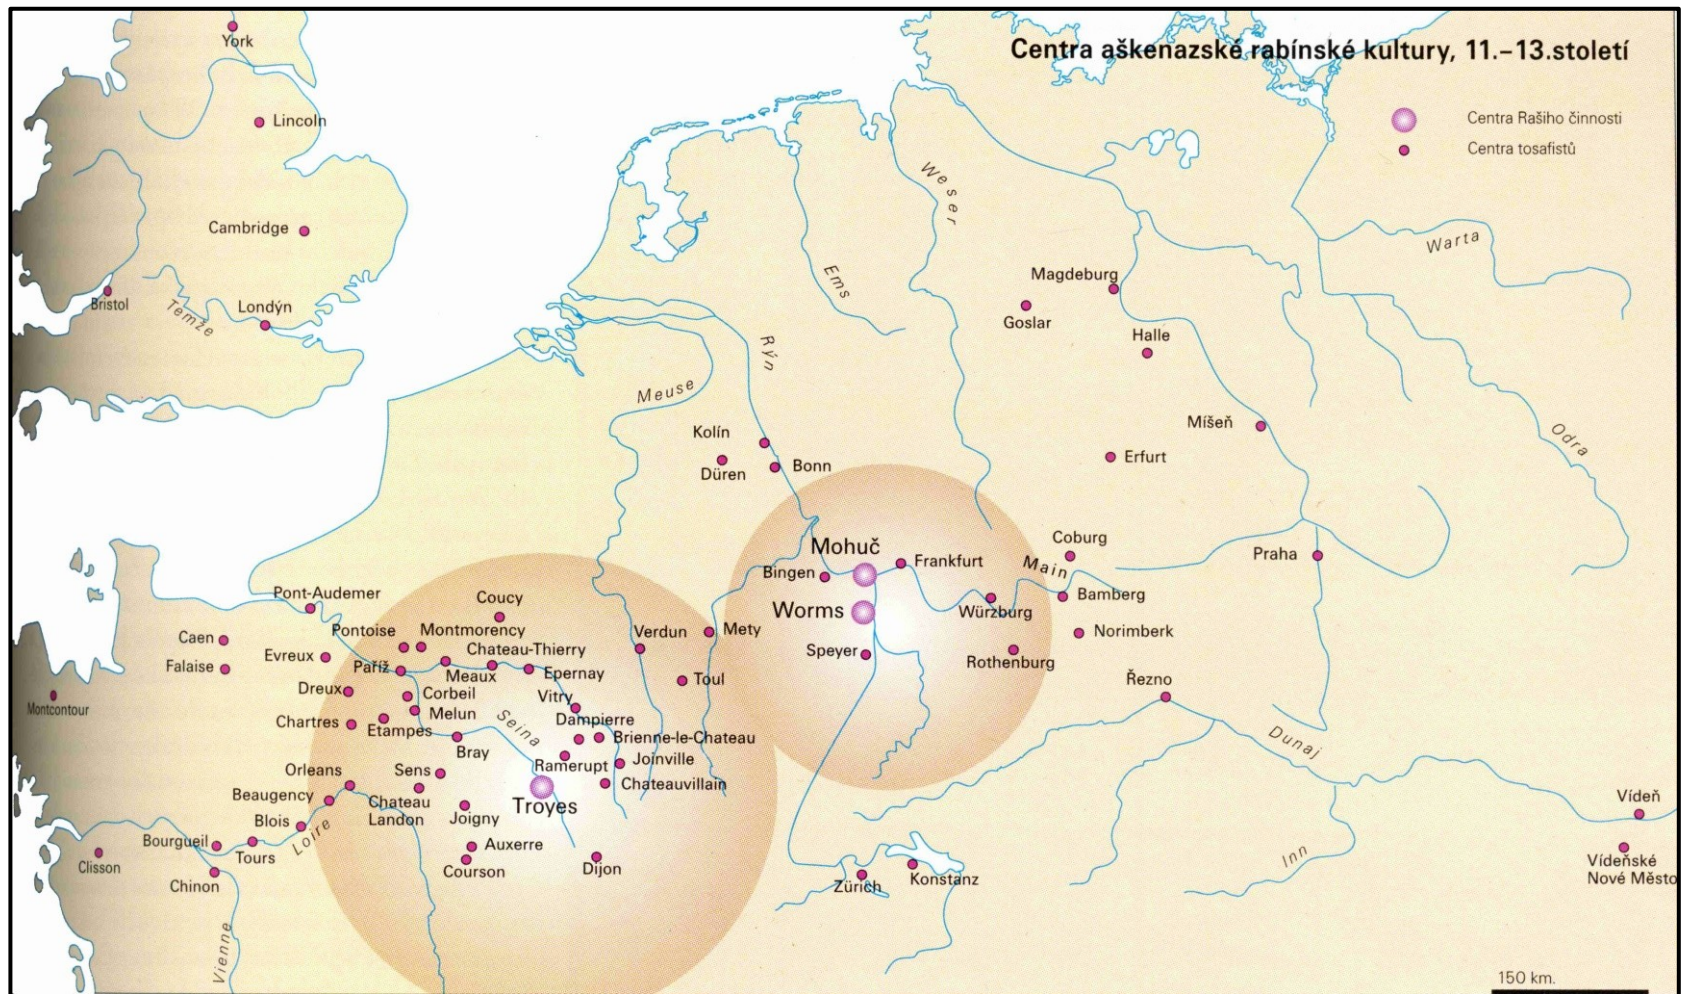 York
Centra aškenazské rabínské kultury, 11.–13.století
Centra Rašiho činnosti
Lincoln
Centra tosafistů
Weser
Cambridge
Warta
Magdeburg
Ems
Bristol
Temže
Londýn
Goslar
Halle
Rýn
Meuse
Kolín
Míšeň
Odra
Düren
Bonn
Erfurt
Coburg
Mohuč
Praha
Frankfurt
Main
Bingen
Pont-Audemer
Coucy
Worms
Würzburg
Bamberg
Caen
Pontoise
Montmorency
Verdun
Mety
Norimberk
Evreux
Chateau-Thierry
Speyer
Rothenburg
Falaise
Paříž
Meaux
Epernay
Toul
Řezno
Dreux
Corbeil
Vitry
Montcontour
Melun
Chartres
Etampes
Seina
Dampierre
Brienne-le-Chateau
Bray
Dunaj
Joinville
Ramerupt
Orleans
Sens
Chateauvillain
Beaugency
Chateau
Landon
Troyes
Vídeň
Blois
Joigny
Loire
Bourgueil
Tours
Auxerre
Inn
Clisson
Courson
Dijon
Vídeňské
Nové Město
Chinon
Zürich
Konstanz
Vienne
150 km.